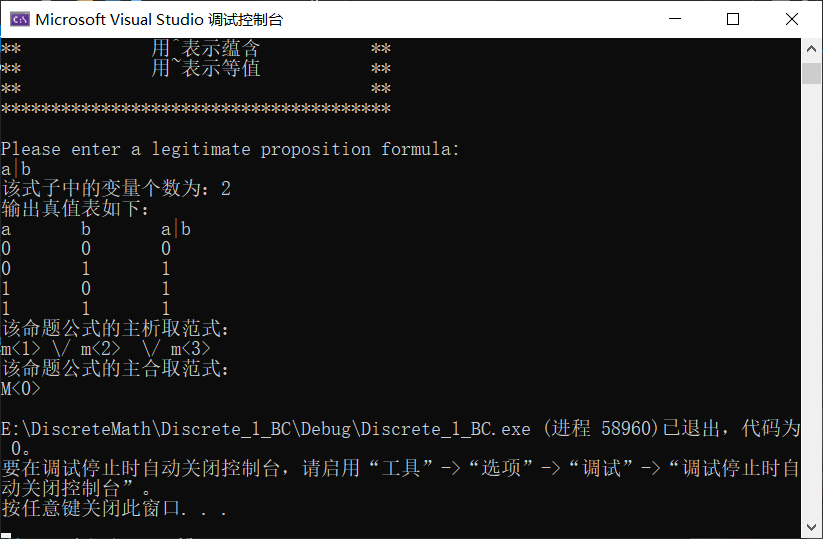 Microsoft Visual Studio 调试控制台
** 用^表示蕴含 **
** 用~表示等值 **
** **
***************************************
Please enter a legitimate proposition formula:
a|b
该式子中的变量个数为：2
输出真值表如下：
a b a|b
0 0 0
0 1 1
1 0 1
1 1 1
该命题公式的主析取范式：
m<1> \/ m<2>  \/ m<3>
该命题公式的主合取范式：
M<0>
E:\DiscreteMath\Discrete_1_BC\Debug\Discrete_1_BC.exe (进程 58960)已退出，代码为
 0。
要在调试停止时自动关闭控制台，请启用“工具”->“选项”->“调试”->“调试停止时自
动关闭控制台”。
按任意键关闭此窗口. . .